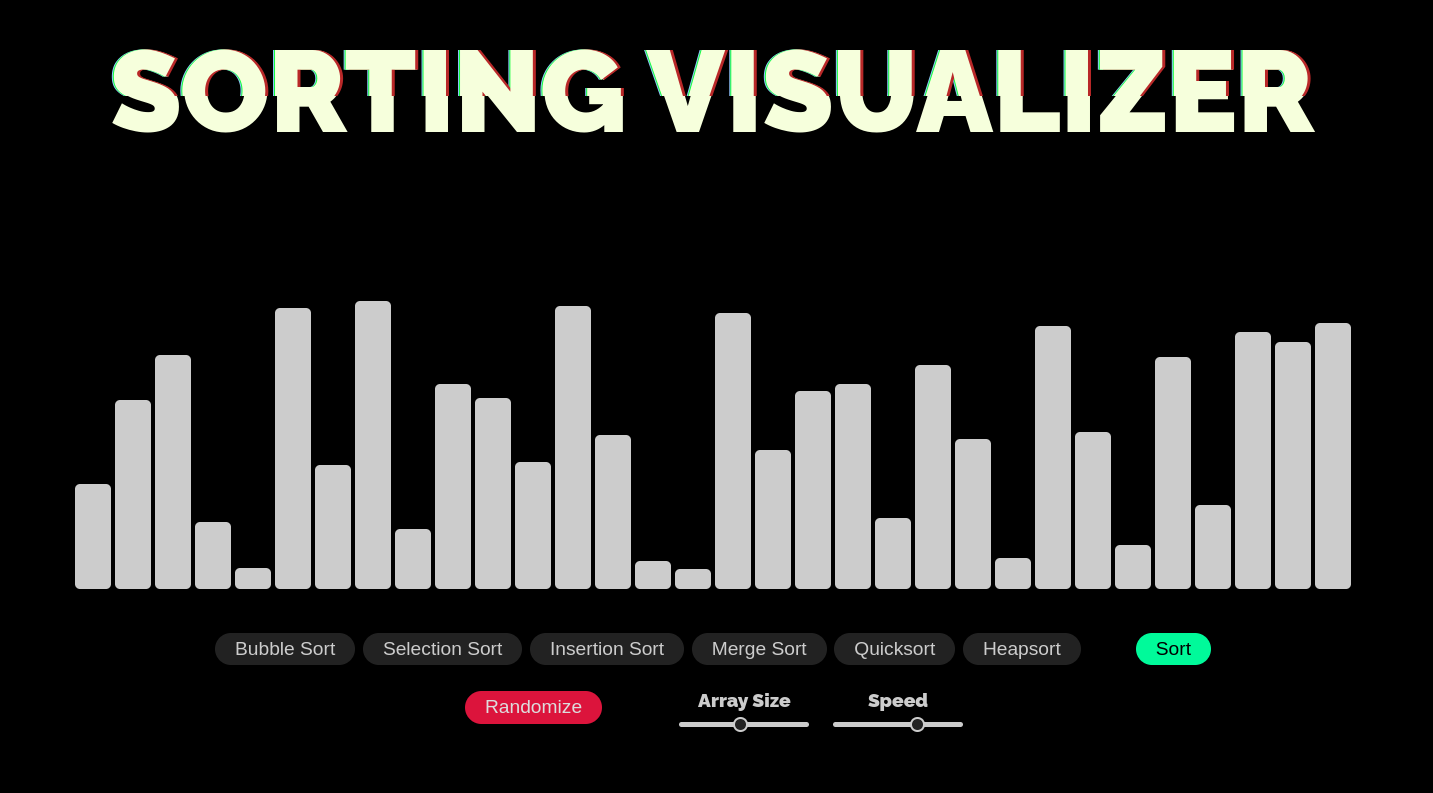 SORTING VISUALIZER
Bubble Sort Selection Sort Insertion Sort Merge Sort Quicksort Heapsort Sort
Randomize Array Size Speed